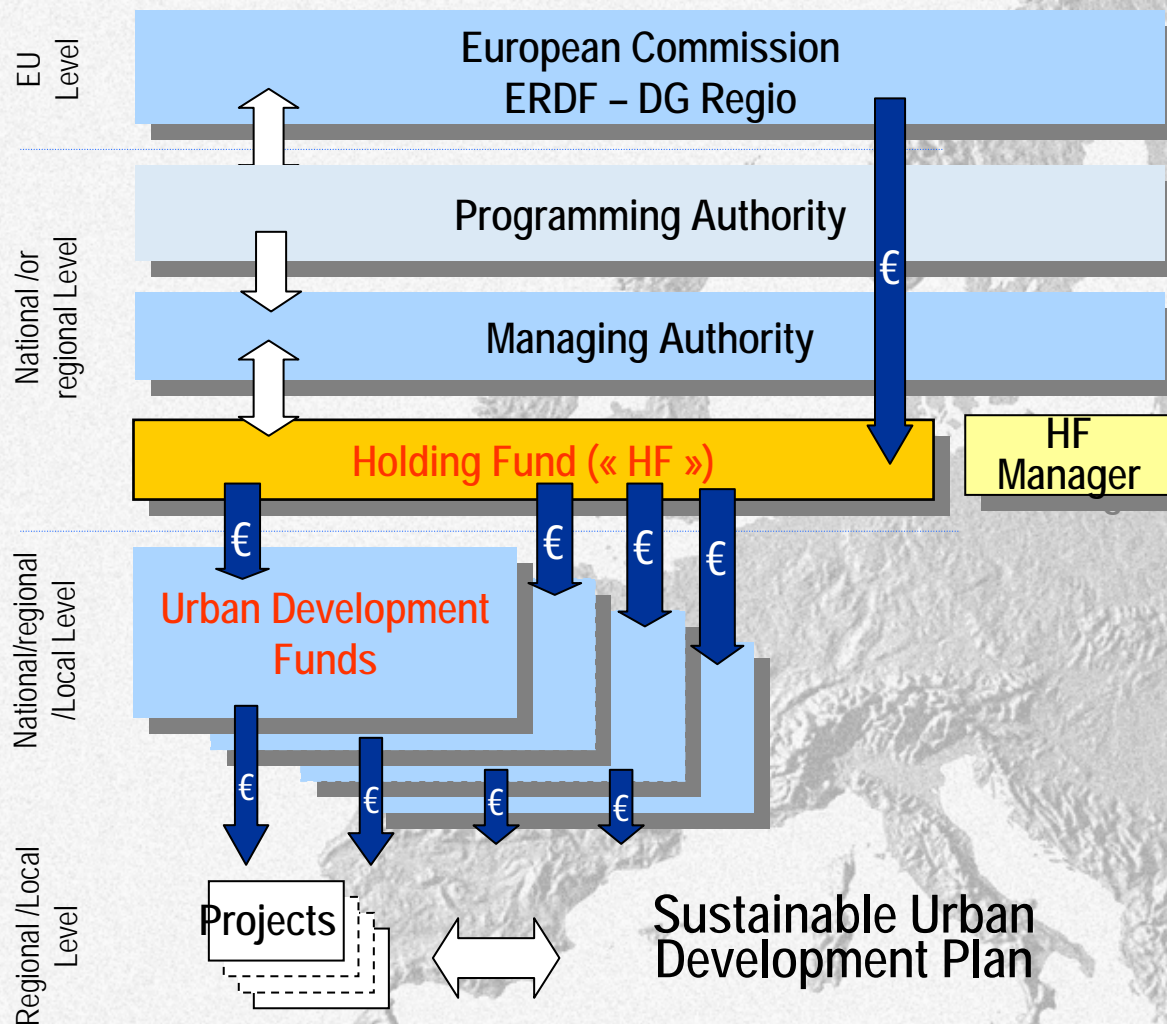 EU
Level
European Commission
ERDF – DG Regio
National /or
regional Level
Programming Authority
€
Managing Authority
Holding Fund (« HF »)
HF
Manager
National/regional
/Local Level
€
€
€
€
Urban Development
Funds
€
€
€
€
Regional /Local
Level
Projects
Sustainable Urban
Development Plan